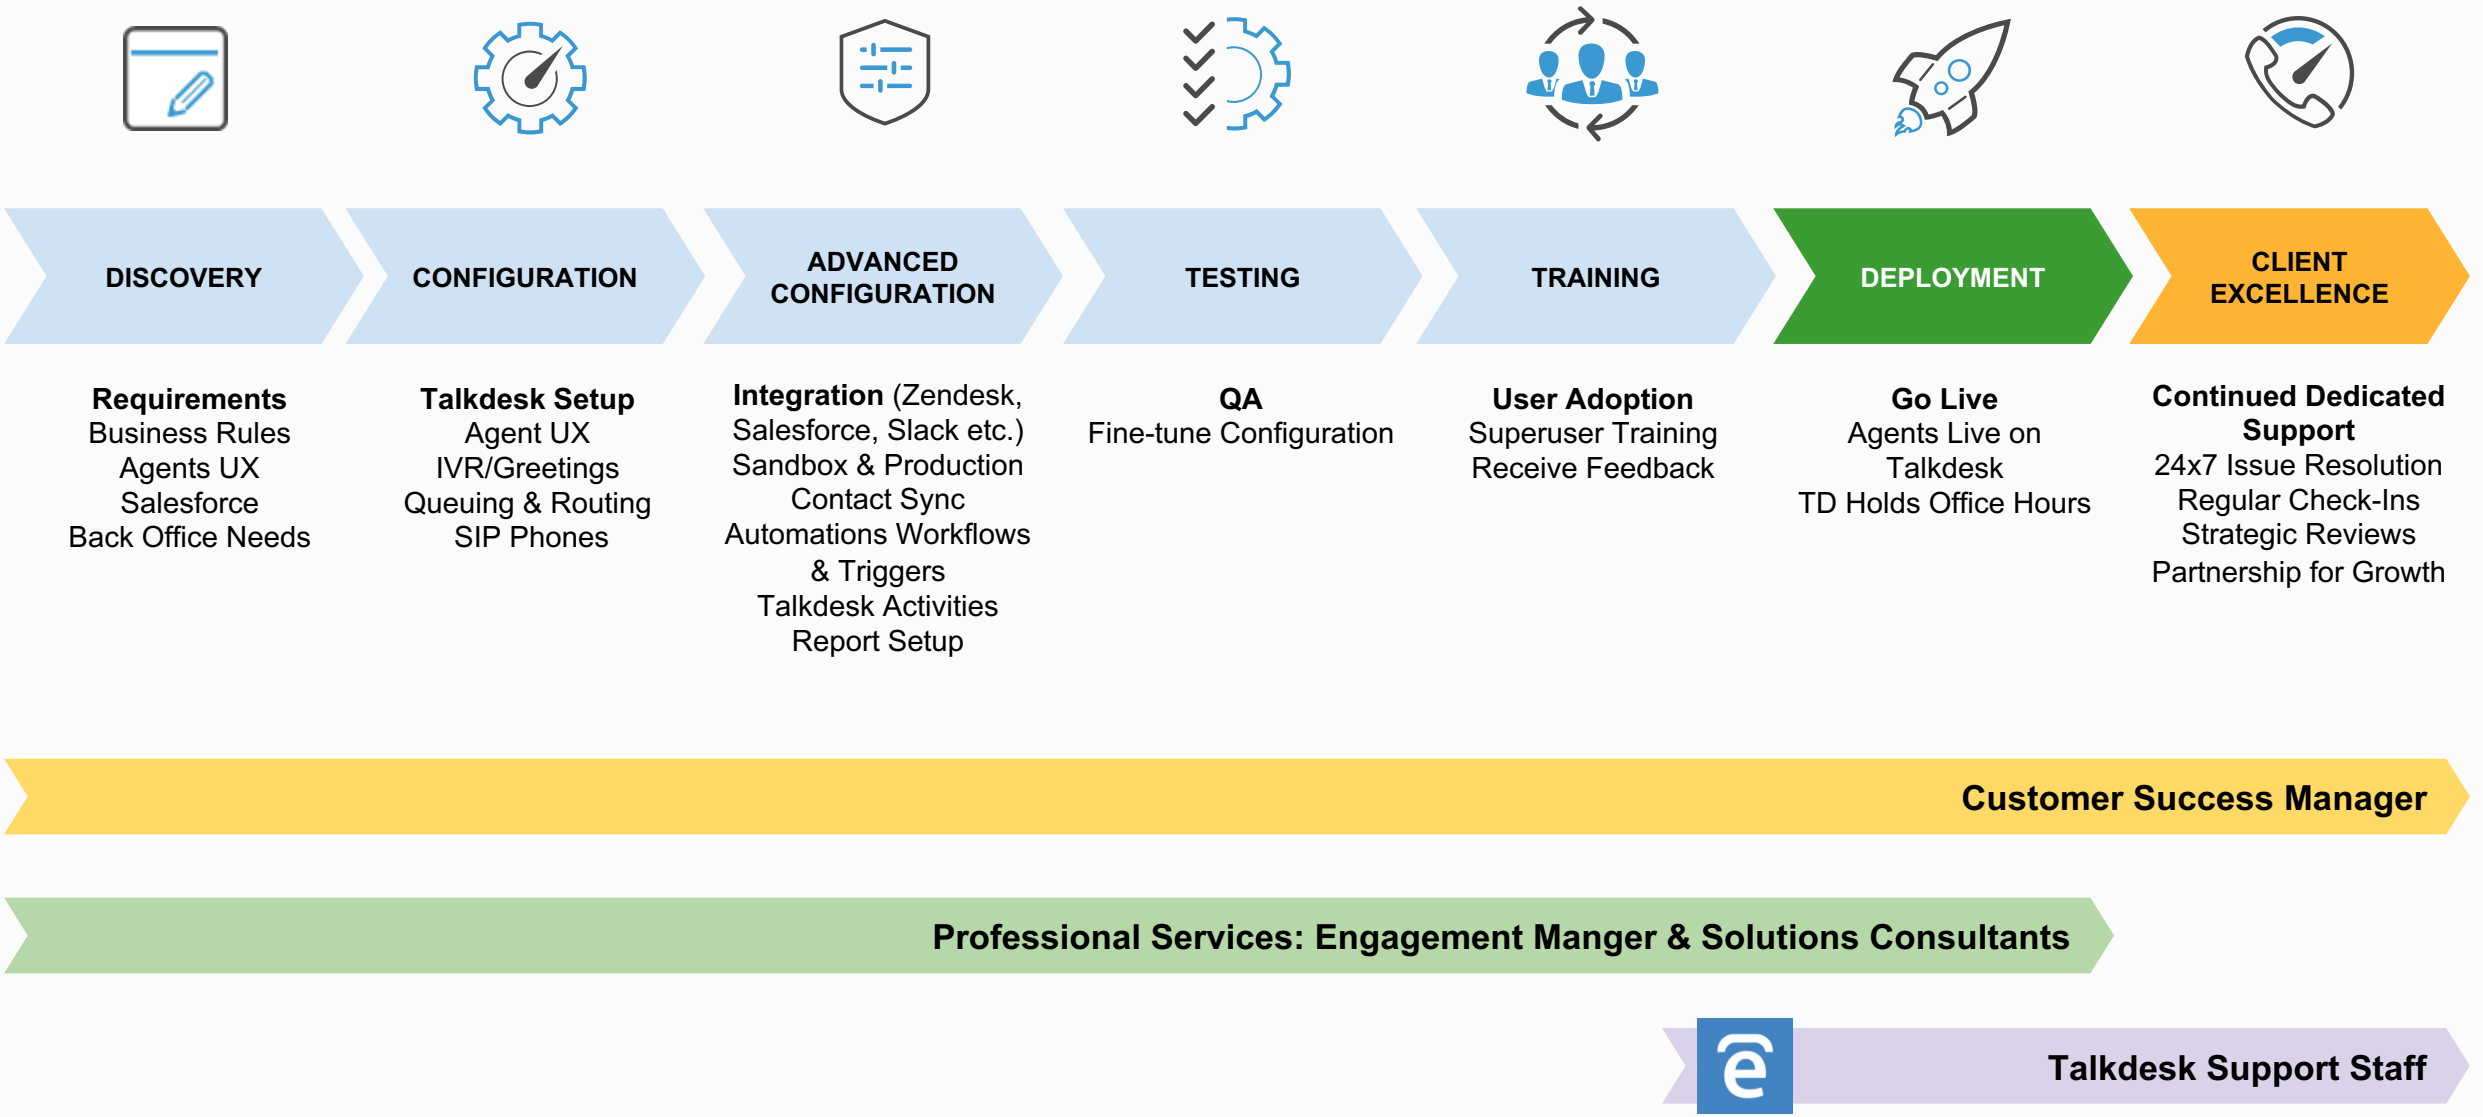 DISCOVERY
CONFIGURATION
ADVANCED
CONFIGURATION
TESTING
TRAINING
DEPLOYMENT
CLIENT
EXCELLENCE
Requirements
Business Rules
Agents UX
Salesforce
Back Office Needs
Talkdesk Setup
Agent UX
IVR/Greetings
Queuing & Routing
SIP Phones
Integration (Zendesk,
Salesforce, Slack etc.)
Sandbox & Production
Contact Sync
Automations Workflows
& Triggers
Talkdesk Activities
Report Setup
QA
Fine-tune Configuration
User Adoption
Superuser Training
Receive Feedback
Go Live
Agents Live on
Talkdesk
TD Holds Office Hours
Continued Dedicated
Support
24x7 Issue Resolution
Regular Check-Ins
Strategic Reviews
Partnership for Growth
Customer Success Manager
Professional Services: Engagement Manger & Solutions Consultants
e
Talkdesk Support Staff